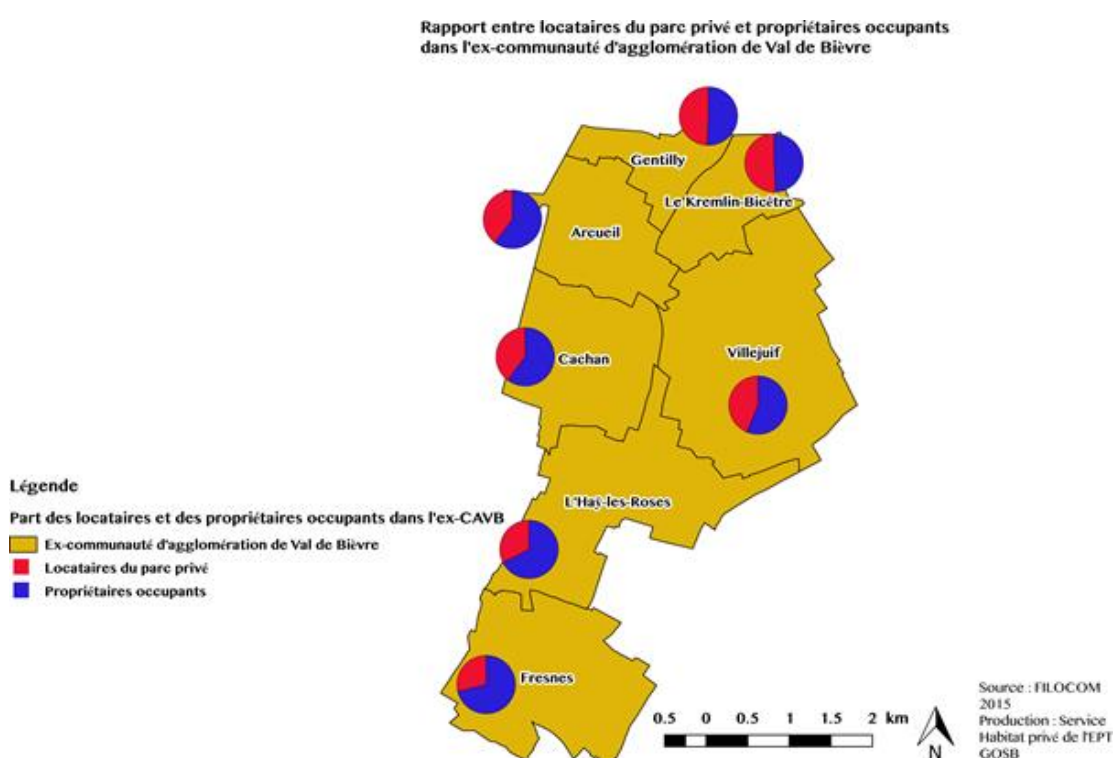 Rapport entre locataires du parc privé et propriétaires occupants
dans l'ex-communauté d'agglomération de Val de Bièvre
Gentilly
Le Kremlin-Bicêtre
Arcueil
Villejuif
Cachan
L'Haÿ-les-Roses
Fresnes
Légende
Part des locataires et des propriétaires occupants dans l'ex-CAVB
Ex-communauté d'agglomération de Val de Bièvre
Locataires du parc privé
Propriétaires occupants
0.5 0 0.5 1 1.5 2 km
N
Source : FILOCOM
2015
Production : Service
Habitat privé de l'EPT
GOSB